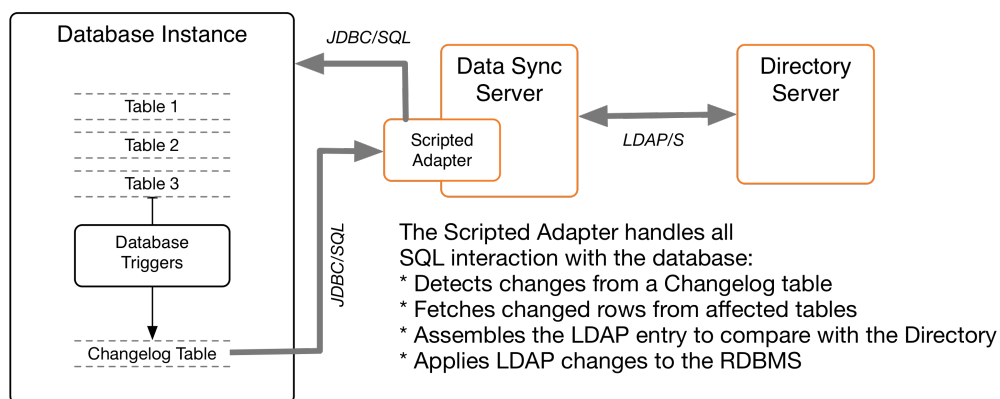 Database Instance
Table 1
Table 2
Table 3
Database
Triggers
Changelog Table
JDBC/SQL
JDBC/SQL
Data Sync
Server
Scripted
Adapter
LDAP/S
Directory
Server
The Scripted Adapter handles all
SQL interaction with the database:
* Detects changes from a Changelog table
* Fetches changed rows from affected tables
* Assembles the LDAP entry to compare with the Directory
* Applies LDAP changes to the RDBMS